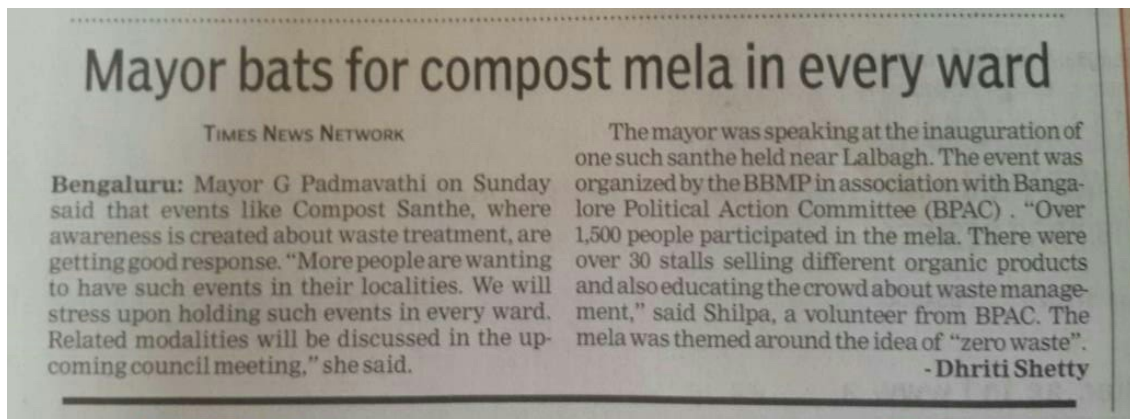 Mayor bats for compost mela in every ward
TIMES NEWS NETWORK
Bengaluru: Mayor G Padmavathi on Sunday
said that events like Compost Santhe, where
awareness is created about waste treatment, are
getting good response. “More people are wanting
to have such events in their localities. We will
stress upon holding such events in every ward.
Related modalities will be discussed in the up-
coming council meeting,” she said.
The mayor was speaking at the inauguration of
one such santhe held near Lalbagh. The event was
organized by the BBMP in association with Banga-
lore Political Action Committee (BPAC) . “Over
1,500 people participated in the mela. There were
over 30 stalls selling different organic products
and also educating the crowd about waste manage-
ment,” said Shilpa, a volunteer from BPAC. The
mela was themed around the idea of “zero waste”.
- Dhriti Shetty